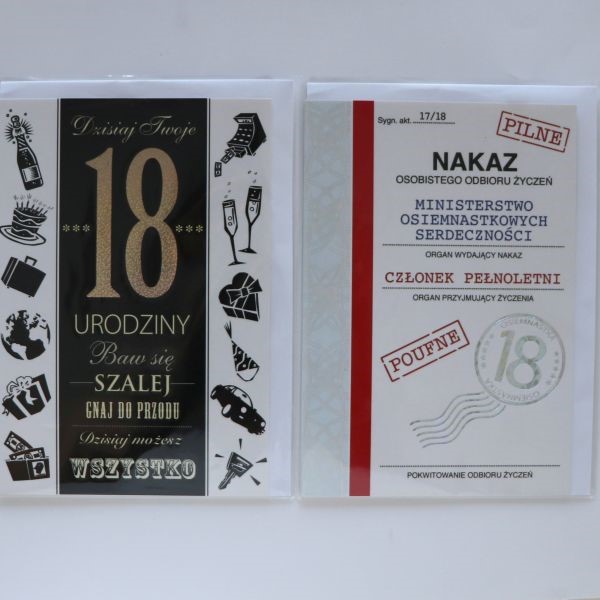 Dzisiaj Twoje
18
URODZINY
Baw się
SZALEJ
GNAJ DO PRZODU
Dzisiaj możesz
WSZYSTKO
Sygn. akt. 17/18
PILNE
NAKAZ
OSOBISTEGO ODBIORU ŻYCZEŃ
MINISTERSTWO
OSIEMNASTKOWYCH
SERDECZNOŚCI
ORGAN WYDAJĄCY NAKAZ
CZŁONEK PEŁNOLETNI
ORGAN PRZYJMUJĄCY ŻYCZENIA
POUFNE
OSIEMNASTKA
18
OSIEMNASTKA
POKWITOWANIE ODBIORU ŻYCZEŃ